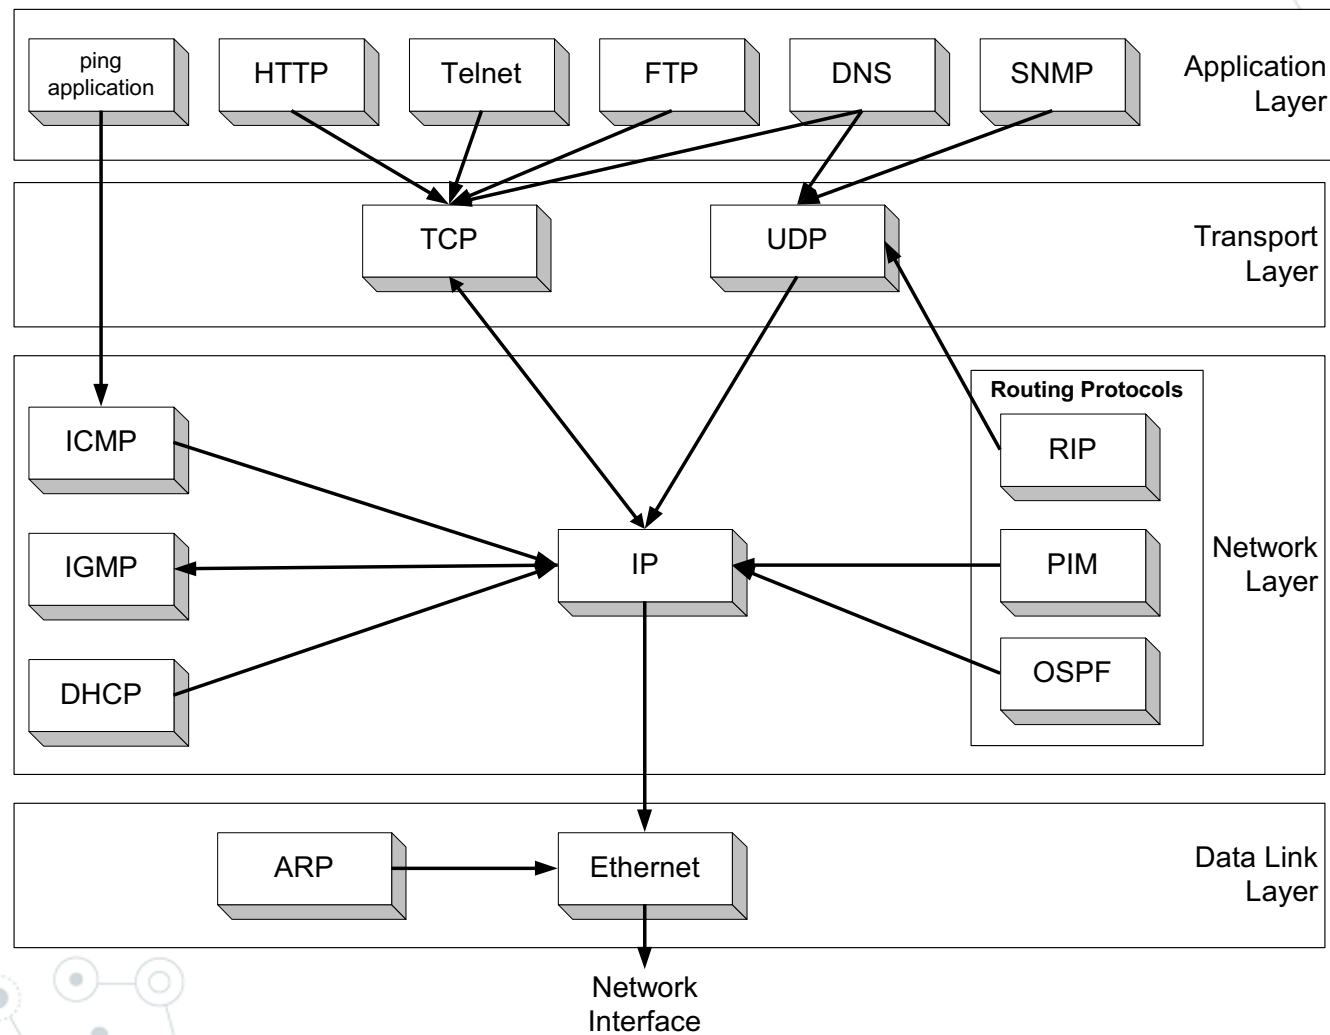 ping
application
HTTP
Telnet
FTP
DNS
SNMP
Application
Layer
TCP
UDP
Transport
Layer
Routing Protocols
ICMP
RIP
IGMP
IP
PIM
Network
Layer
DHCP
OSPF
ARP
Ethernet
Data Link
Layer
Network
Interface